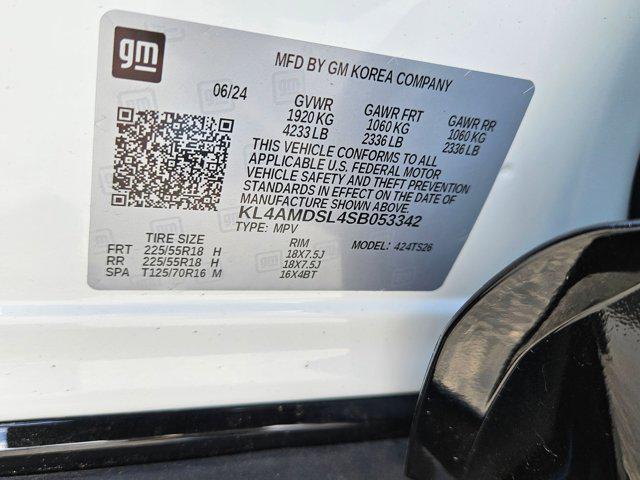 gm
MFD BY GM KOREA COMPANY
06/24 GVWR GAWR FRT GAWR RR
1920 KG 1060 KG 1060 KG
4233 LB 2336 LB 2336 LB
THIS VEHICLE CONFORMS TO ALL
APPLICABLE U.S. FEDERAL MOTOR
VEHICLE SAFETY AND THEFT PREVENTION
STANDARDS IN EFFECT ON THE DATE OF
MANUFACTURE SHOWN ABOVE.
KL4AMDSL4SB053342
TYPE: MPV MODEL: 424TS26
TIRE SIZE RIM
FRT 225/55R18 H 18X7.5J
RR 225/55R18 H 18X7.5J
SPA T125/70R16 M 16X4BT